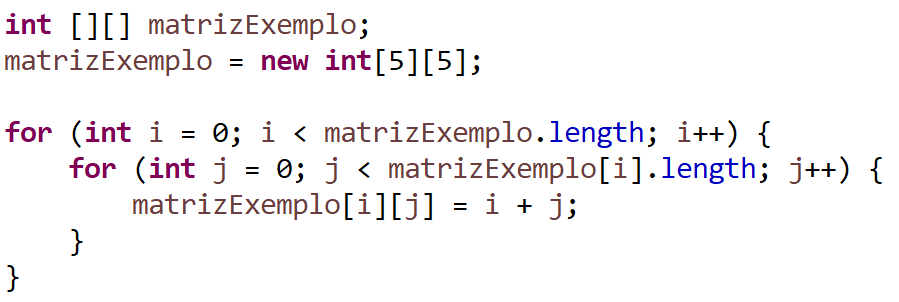 int [][] matrizExemplo;
matrizExemplo = new int[5][5];
for (int i = 0; i < matrizExemplo.length; i++) {
    for (int j = 0; j < matrizExemplo[i].length; j++) {
        matrizExemplo[i][j] = i + j;
    }
}